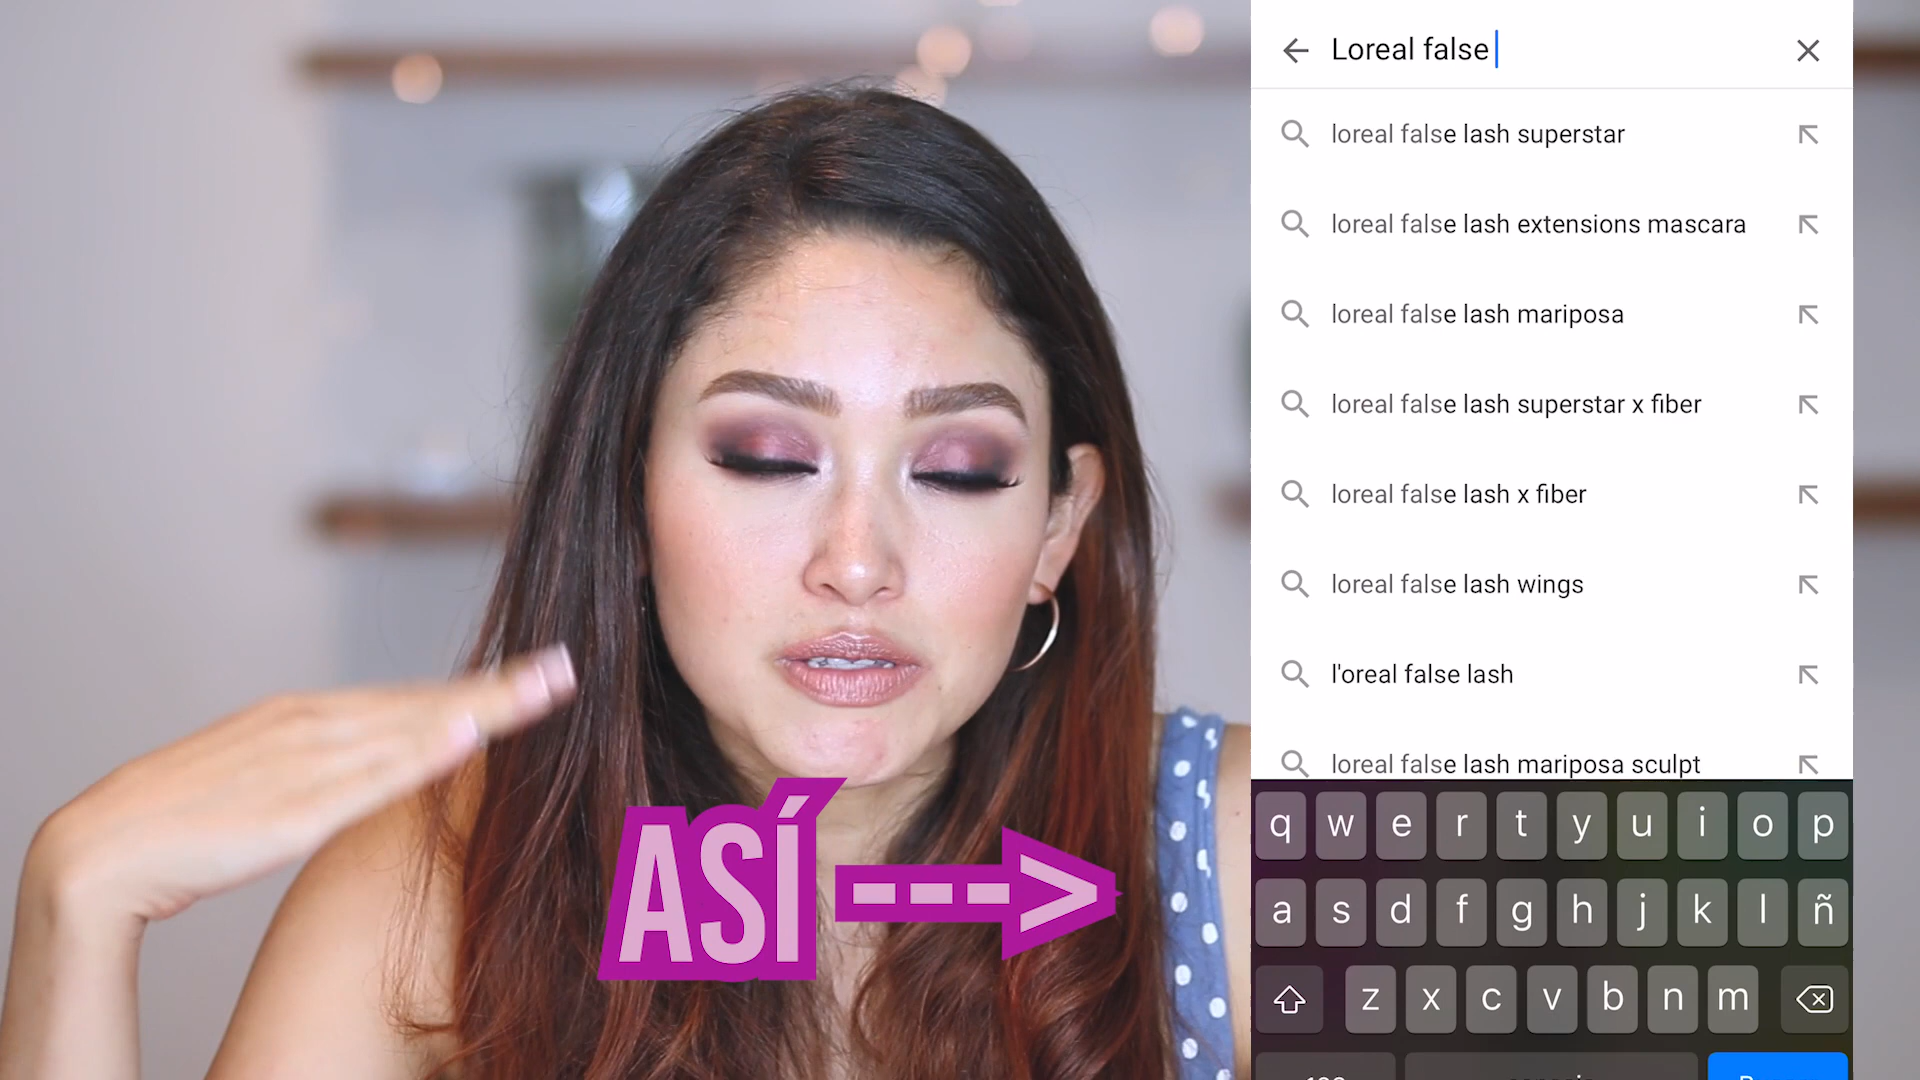 Loreal false
loreal false lash superstar
loreal false lash extensions mascara
loreal false lash mariposa
loreal false lash superstar x fiber
loreal false lash x fiber
loreal false lash wings
l'oreal false lash
loreal false lash mariposa sculpt
ASÍ --->
q w e r t y u i o p
a s d f g h j k l ñ
z x c v b n m